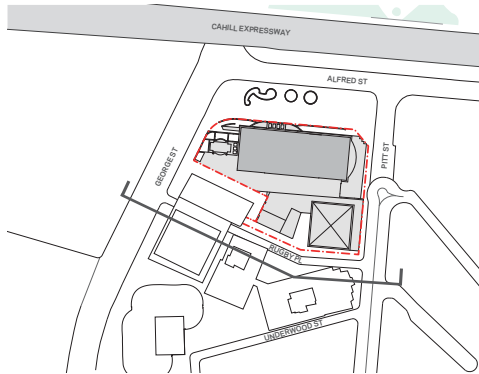 CAHILL EXPRESSWAY
ALFRED ST
PITT ST
GEORGE ST
RUGBY PL
UNDERWOOD ST